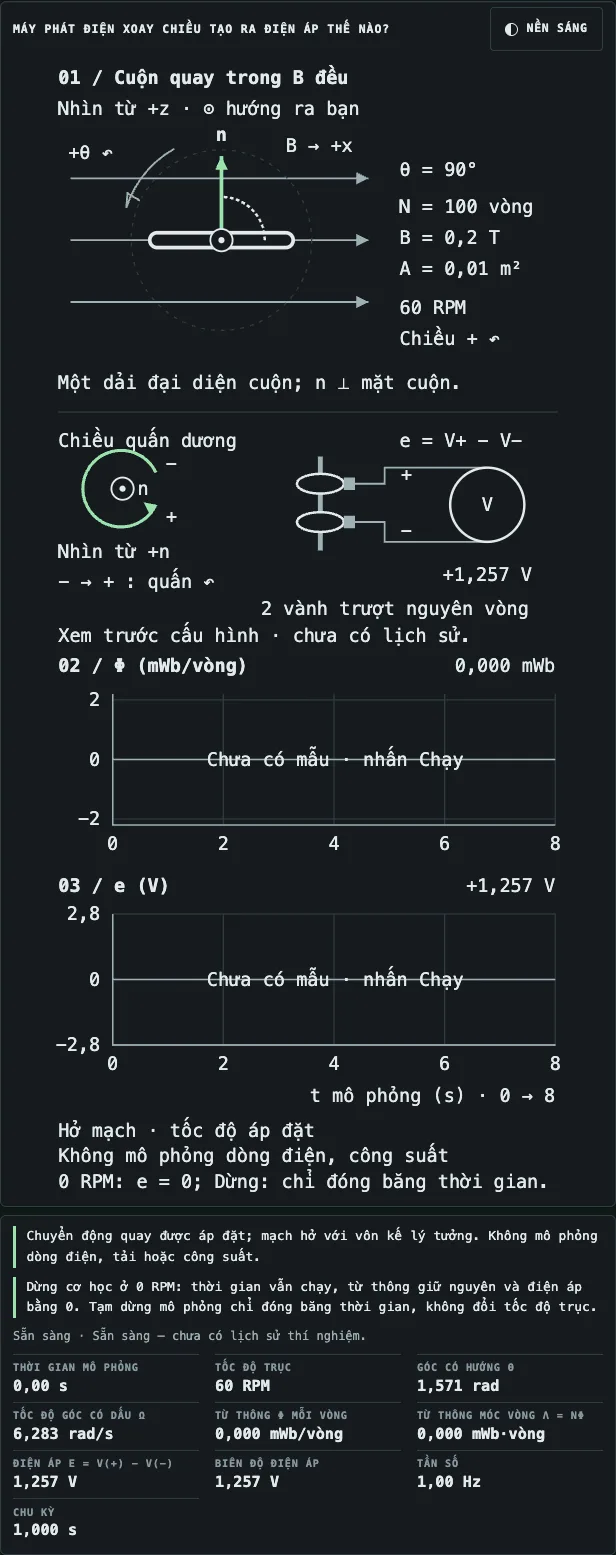 MÁY PHÁT ĐIỆN XOAY CHIỀU TẠO RA ĐIỆN ÁP THẾ NÀO?
◐ NỀN SÁNG
01 / Cuộn quay trong B đều
Nhìn từ +z · ⊙ hướng ra bạn
+θ ↶
n
B → +x
θ = 90°
N = 100 vòng
B = 0,2 T
A = 0,01 m²
60 RPM
Chiều + ↶
Một dải đại diện cuộn; n ⊥ mặt cuộn.
Chiều quấn dương
e = V+ − V−
−
n
+
+
−
V
Nhìn từ +n
− → + : quấn ↶
+1,257 V
2 vành trượt nguyên vòng
Xem trước cấu hình · chưa có lịch sử.
02 / Φ (mWb/vòng)
0,000 mWb
2
0
−2
Chưa có mẫu · nhấn Chạy
0 2 4 6 8
03 / e (V)
+1,257 V
2,8
0
−2,8
Chưa có mẫu · nhấn Chạy
0 2 4 6 8
t mô phỏng (s) · 0 → 8
Hở mạch · tốc độ áp đặt
Không mô phỏng dòng điện, công suất
0 RPM: e = 0; Dừng: chỉ đóng băng thời gian.
Chuyển động quay được áp đặt; mạch hở với vôn kế lý tưởng. Không mô phỏng
dòng điện, tải hoặc công suất.
Dừng cơ học ở 0 RPM: thời gian vẫn chạy, từ thông giữ nguyên và điện áp
bằng 0. Tạm dừng mô phỏng chỉ đóng băng thời gian, không đổi tốc độ trục.
Sẵn sàng · Sẵn sàng — chưa có lịch sử thí nghiệm.
THỜI GIAN MÔ PHỎNG
0,00 s
TỐC ĐỘ TRỤC
60 RPM
GÓC CÓ HƯỚNG Θ
1,571 rad
TỐC ĐỘ GÓC CÓ DẤU Ω
6,283 rad/s
TỪ THÔNG Φ MỖI VÒNG
0,000 mWb/vòng
TỪ THÔNG MÓC VÒNG Λ = NΦ
0,000 mWb·vòng
ĐIỆN ÁP E = V(+) − V(−)
1,257 V
BIÊN ĐỘ ĐIỆN ÁP
1,257 V
TẦN SỐ
1,00 Hz
CHU KỲ
1,000 s